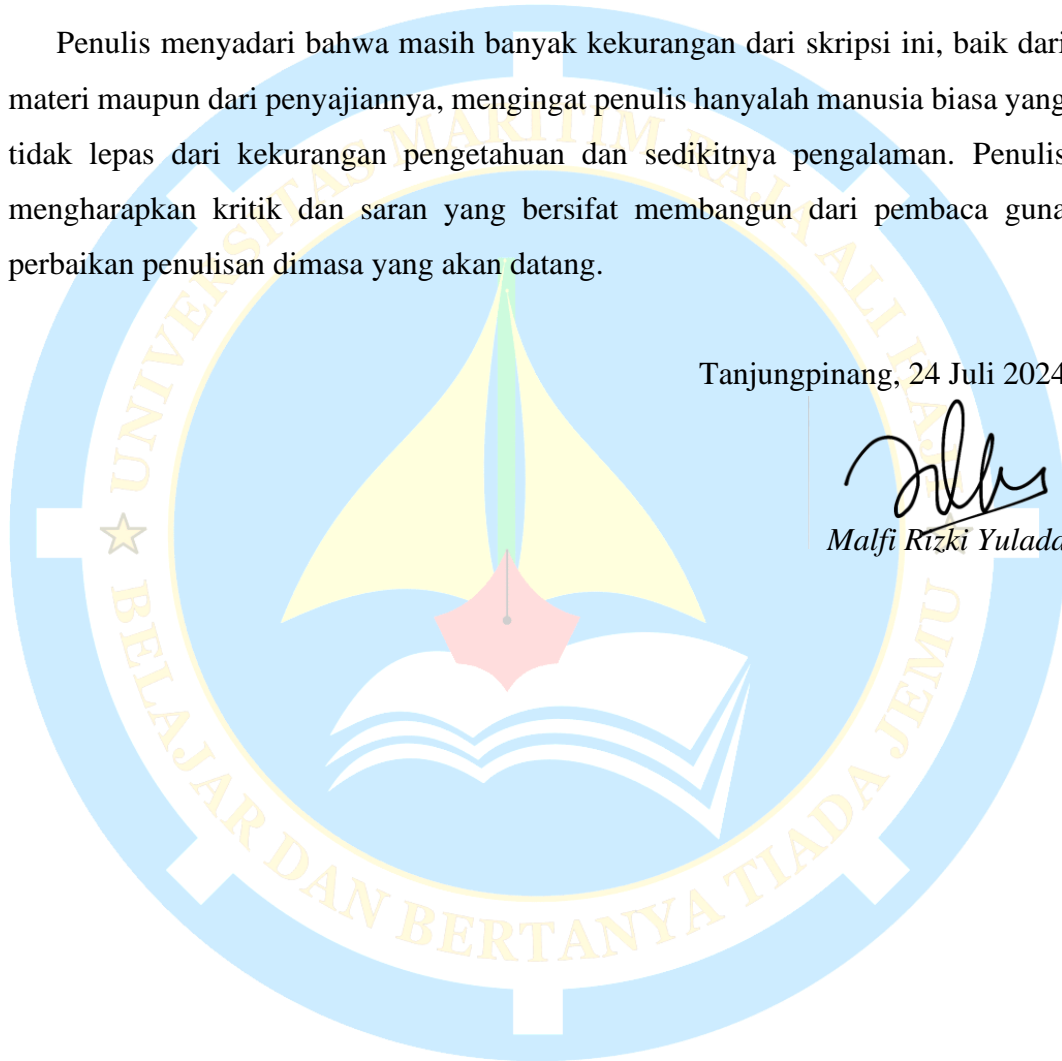 Penulis menyadari bahwa masih banyak kekurangan dari skripsi ini, baik dari
materi maupun dari penyajiannya, mengingat penulis hanyalah manusia biasa yang
tidak lepas dari kekurangan pengetahuan dan sedikitnya pengalaman. Penulis
mengharapkan kritik dan saran yang bersifat membangun dari pembaca guna
perbaikan penulisan dimasa yang akan datang.
Tanjungpinang, 24 Juli 2024
Malfi Rizki Yulada
UNIVERSITAS MARITIM RAJA ALI HAJI
BELAJAR DAN BERTANYA TIADA JEMU